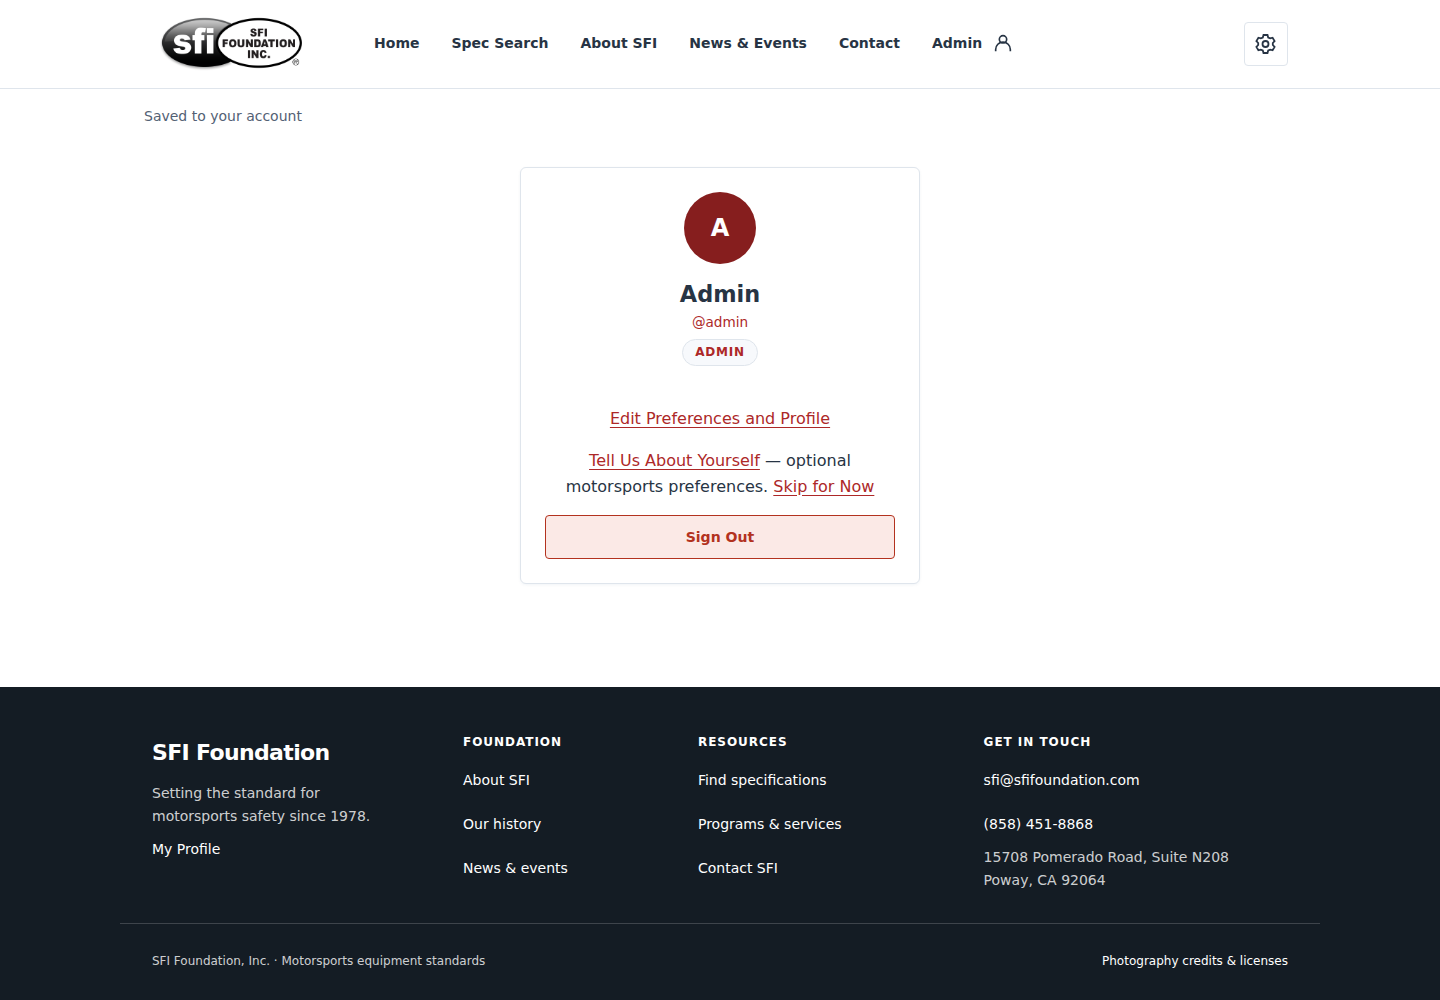 sfi SFI FOUNDATION INC. ®
Home Spec Search About SFI News & Events Contact Admin
Saved to your account
A
Admin
@admin
ADMIN
Edit Preferences and Profile
Tell Us About Yourself — optional
motorsports preferences. Skip for Now
Sign Out
SFI Foundation
Setting the standard for
motorsports safety since 1978.
My Profile
FOUNDATION
About SFI
Our history
News & events
RESOURCES
Find specifications
Programs & services
Contact SFI
GET IN TOUCH
sfi@sfifoundation.com
(858) 451-8868
15708 Pomerado Road, Suite N208
Poway, CA 92064
SFI Foundation, Inc. · Motorsports equipment standards
Photography credits & licenses